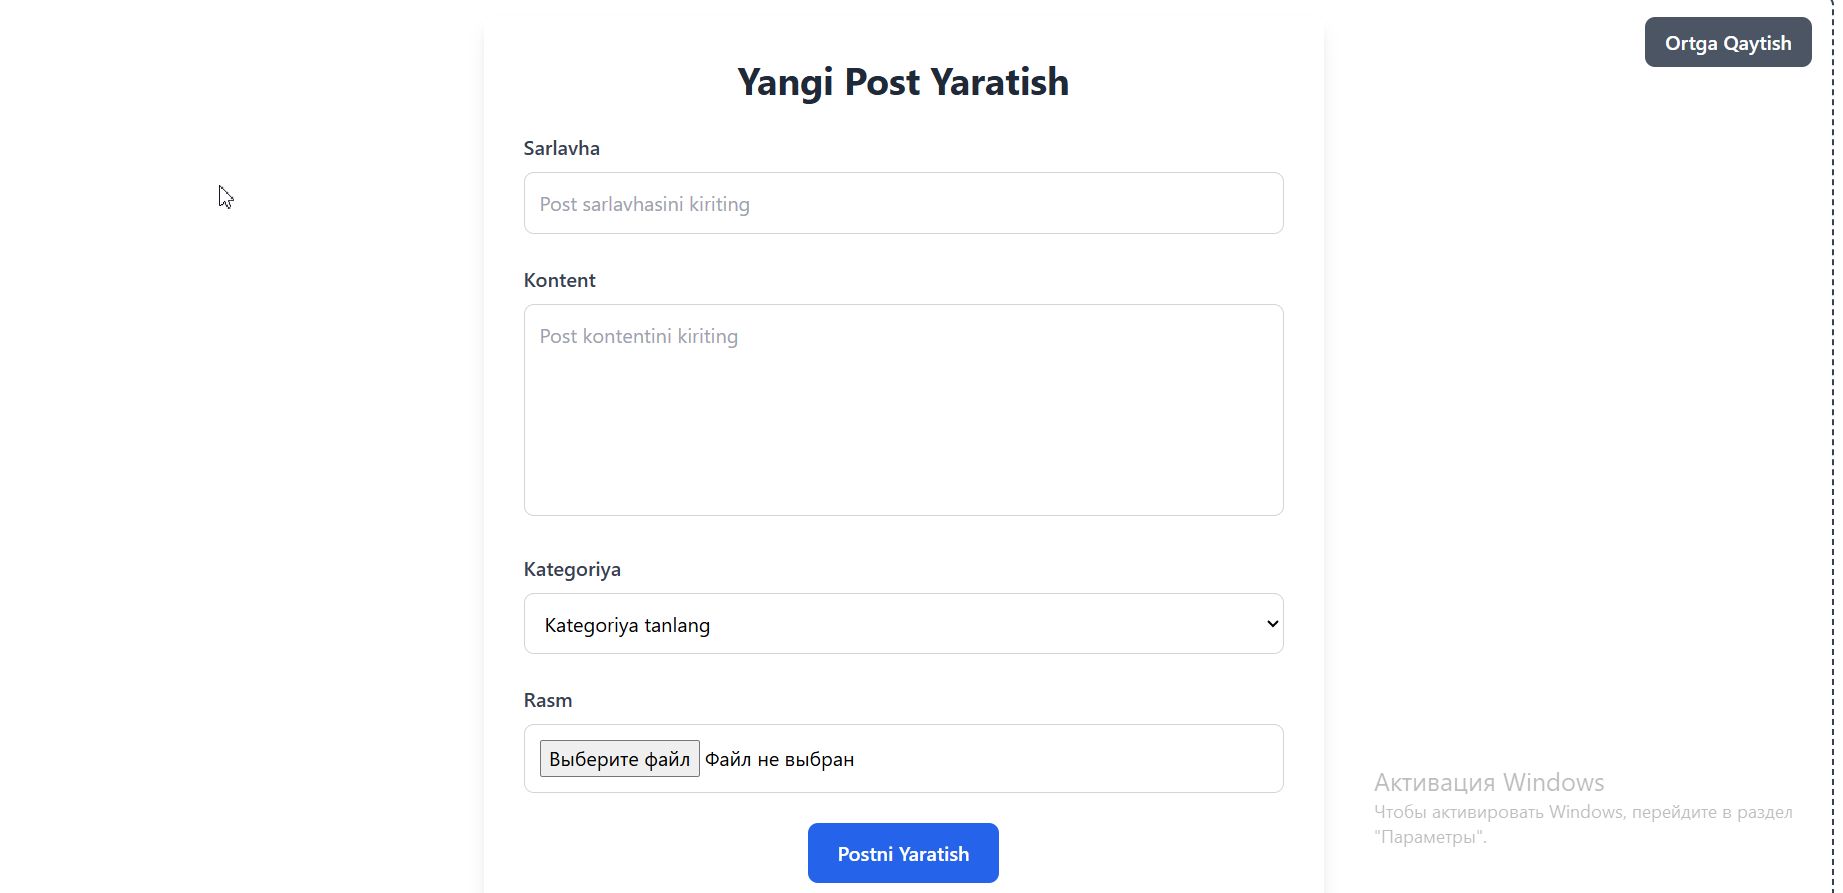 Ortga Qaytish
Yangi Post Yaratish
Sarlavha
Post sarlavhasini kiriting
Kontent
Post kontentini kiriting
Kategoriya
Kategoriya tanlang
Rasm
Выберите файл Файл не выбран
Postni Yaratish
Активация Windows
Чтобы активировать Windows, перейдите в раздел
"Параметры".